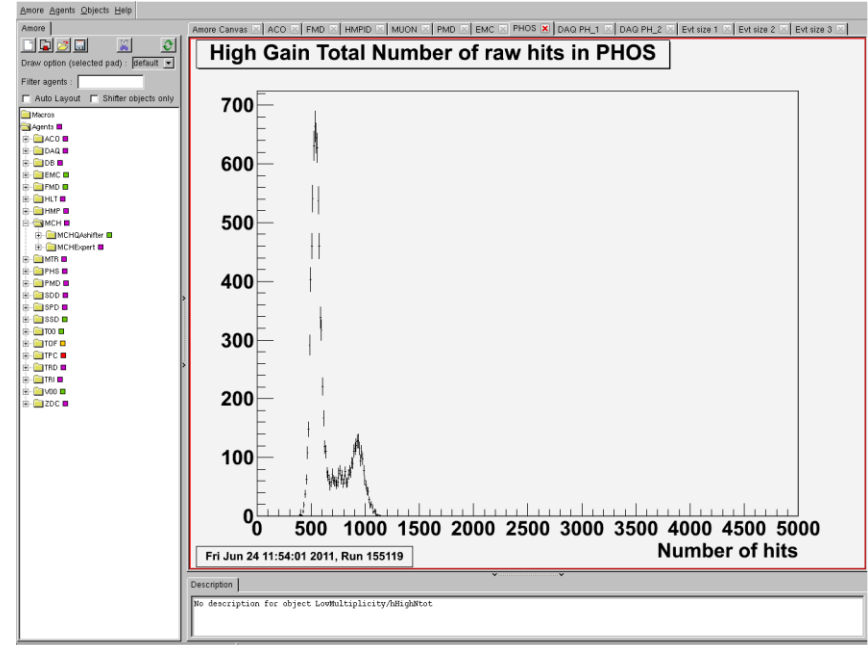 Amore Agents Objects Help
Amore
Draw option (selected pad) : default
Filter agents :
Auto Layout Shifter objects only
Macros
Agents
ACO
DAQ
DB
EMC
FMD
HLT
HMP
MCH
MCHQAshifter
MCHExpert
MTR
PHS
PMD
SDD
SPD
SSD
T00
TOF
TPC
TRD
TRI
V00
ZDC
Amore Canvas ACO FMD HMPID MUON PMD EMC PHOS DAQ PH_1 DAQ PH_2 Evt size 1 Evt size 2 Evt size 3
High Gain Total Number of raw hits in PHOS
700
600
500
400
300
200
100
0
0 500 1000 1500 2000 2500 3000 3500 4000 4500 5000
Number of hits
Fri Jun 24 11:54:01 2011, Run 155119
Description
No description for object LowMultiplicity/hHighNtot